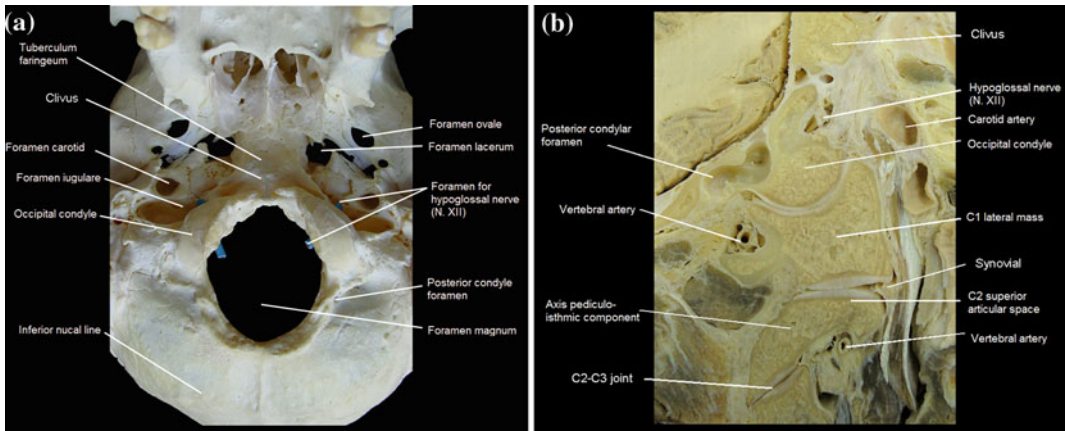 (a)
Tuberculum
faringeum
Clivus
Foramen carotid
Foramen iugulare
Occipital condyle
Inferior nucal line
Foramen ovale
Foramen lacerum
Foramen for
hypoglossal nerve
(N. XII)
Posterior condyle
foramen
Foramen magnum
(b)
Posterior condylar
foramen
Vertebral artery
Axis pediculo-
isthmic component
C2-C3 joint
Clivus
Hypoglossal nerve
(N. XII)
Carotid artery
Occipital condyle
C1 lateral mass
Synovial
C2 superior
articular space
Vertebral artery